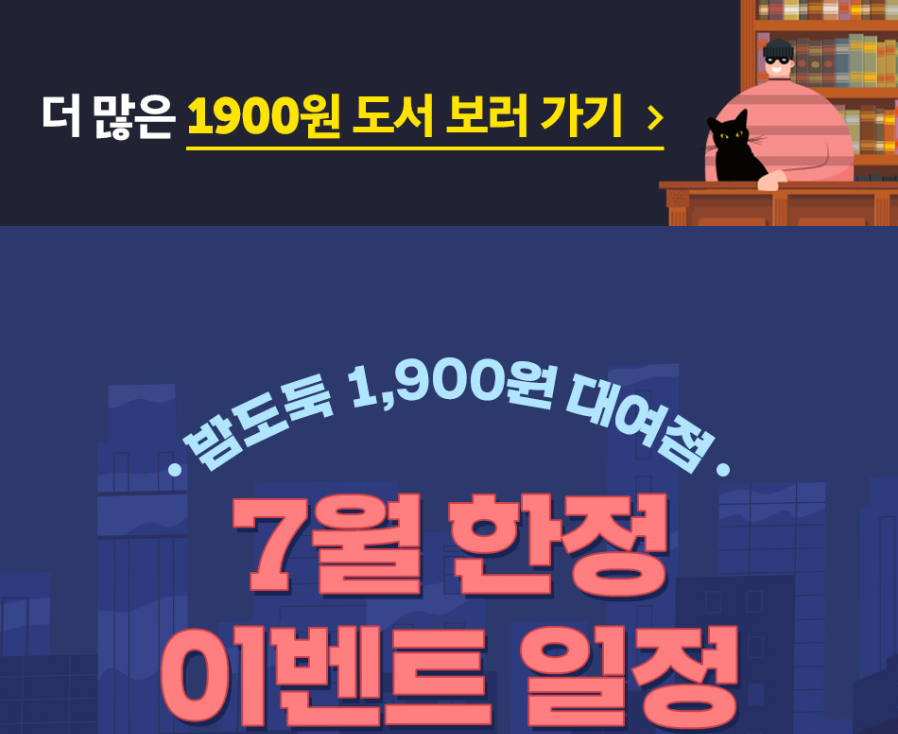 더 많은 1900원 도서 보러 가기 >
• 밤도둑 1,900원 대여점 •
7월 한정
이벤트 일정